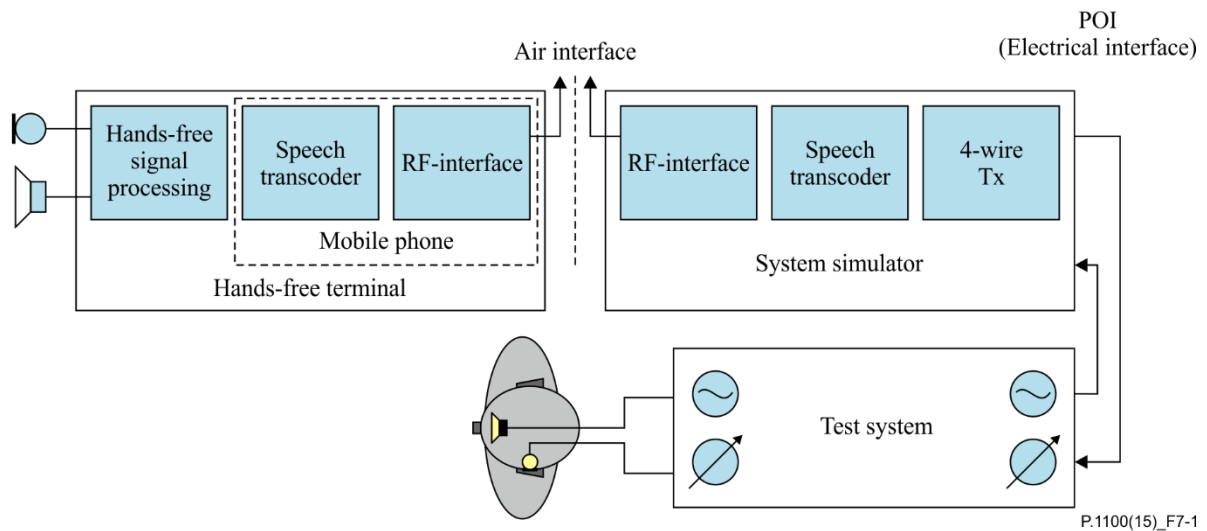 POI
(Electrical interface)
Air interface
Hands-free
signal
processing
Speech
transcoder
RF-interface
Mobile phone
Hands-free terminal
RF-interface
Speech
transcoder
4-wire
Tx
System simulator
Test system
P.1100(15)_F7-1